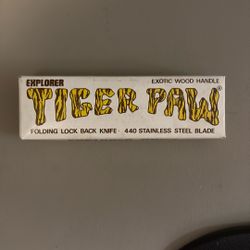 EXPLORER EXOTIC WOOD HANDLE
TIGER PAW®
FOLDING LOCK BACK KNIFE · 440 STAINLESS STEEL BLADE